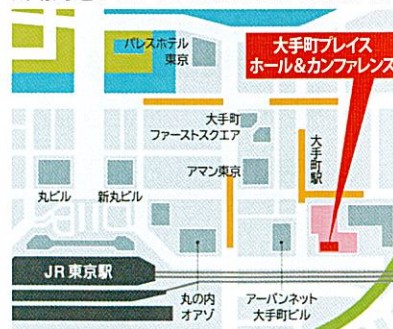 パレスホテル
東京
大手町プレイス
ホール＆カンファレンス
大手町
ファーストスクエア
大手町駅
アマン東京
丸ビル
新丸ビル
JR 東京駅
丸の内
オアゾ
アーバンネット
大手町ビル